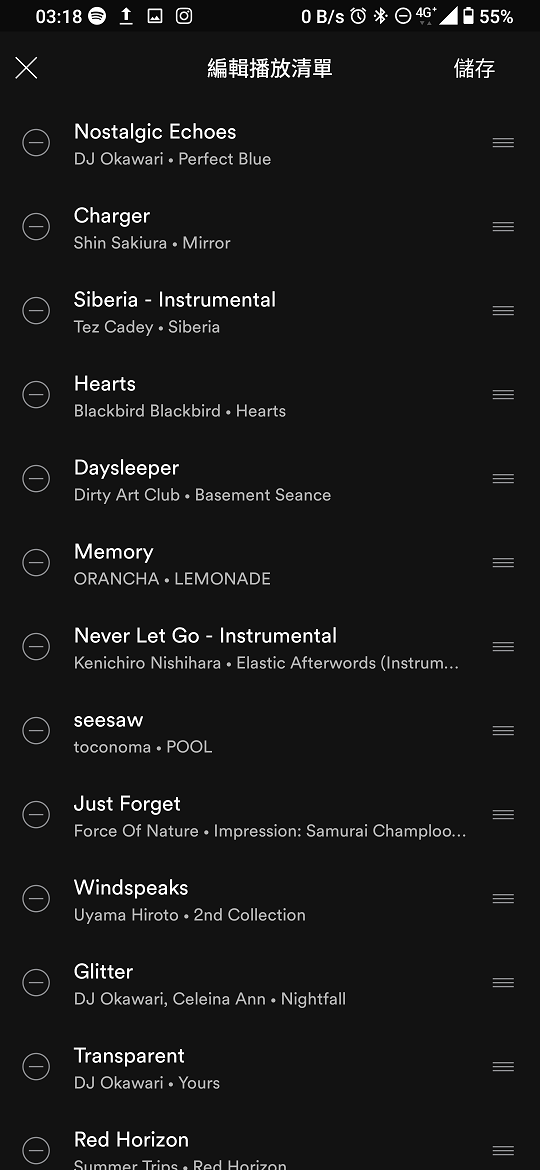 03:18 0 B/s 4G+ 55%
編輯播放清單 儲存
Nostalgic Echoes
DJ Okawari • Perfect Blue
Charger
Shin Sakiura • Mirror
Siberia - Instrumental
Tez Cadey • Siberia
Hearts
Blackbird Blackbird • Hearts
Daysleeper
Dirty Art Club • Basement Seance
Memory
ORANCHA • LEMONADE
Never Let Go - Instrumental
Kenichiro Nishihara • Elastic Afterwords (Instrum...
seesaw
toconoma • POOL
Just Forget
Force Of Nature • Impression: Samurai Champloo...
Windspeaks
Uyama Hiroto • 2nd Collection
Glitter
DJ Okawari, Celeina Ann • Nightfall
Transparent
DJ Okawari • Yours
Red Horizon
Summer Trips • Red Horizon